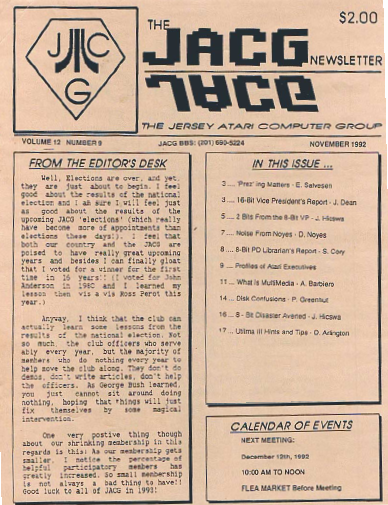 $2.00
THE
JACG
NEWSLETTER
JACG
J C
G
THE JERSEY ATARI COMPUTER GROUP
VOLUME 12 NUMBER 9
JACG BBS: (201) 690-5224
NOVEMBER 1992
FROM THE EDITOR'S DESK
Well, Elections are over, and yet,
they are just about to begin. I feel
good about the results of the national
election and I am sure I will feel just
as good about the results of the
upcoming JACG 'elections' (which really
have become more of appointments than
elections these days!). I feel that
both our country and the JACG are
poised to have really great upcoming
years and besides I can finally gloat
that I voted for a winner for the first
time in 16 years!! (I voted for John
Anderson in 1980 and I learned my
lesson then vis a vis Ross Perot this
year.)
Anyway, I think that the club can
actually learn some lessons from the
results of the national election. Not
so much the club officers who serve
ably every year, but the majority of
members who do nothing every year to
help move the club along. They don't do
demos, don't write articles, don't help
the officers. As George Bush learned,
you just cannot sit around doing
nothing, hoping that things will just
fix themselves by some magical
intervention.
One very postive thing though
about our shrinking membership in this
regards is this: As our membership gets
smaller, I notice the percentage of
helpful participatory members has
greatly increased. So small membership
is not always a bad thing to have!!
Good luck to all of JACG in 1993!
IN THIS ISSUE ...
2 .... 'Prez'ing Matters - E. Salvesen
3 .... 16-Bit Vice President's Report - J. Dean
5 .... 2 Bits From the 8-Bit VP - J. Hicswa
7 .... Noise From Noyes - D. Noyes
8 .... 8-Bit PD Librarian's Report - S. Cory
9 .... Profiles of Atari Executives
11 .... What Is MultiMedia - A. Barbiero
14 .... Disk Confusions - P. Greenhut
16 .... 8 - Bit Disaster Averted - J. Hicswa
17 .... Ultima III Hints and Tips - O. Arlington
CALENDAR OF EVENTS
NEXT MEETING:
December 12th, 1992
10:00 AM TO NOON
FLEA MARKET Before Meeting